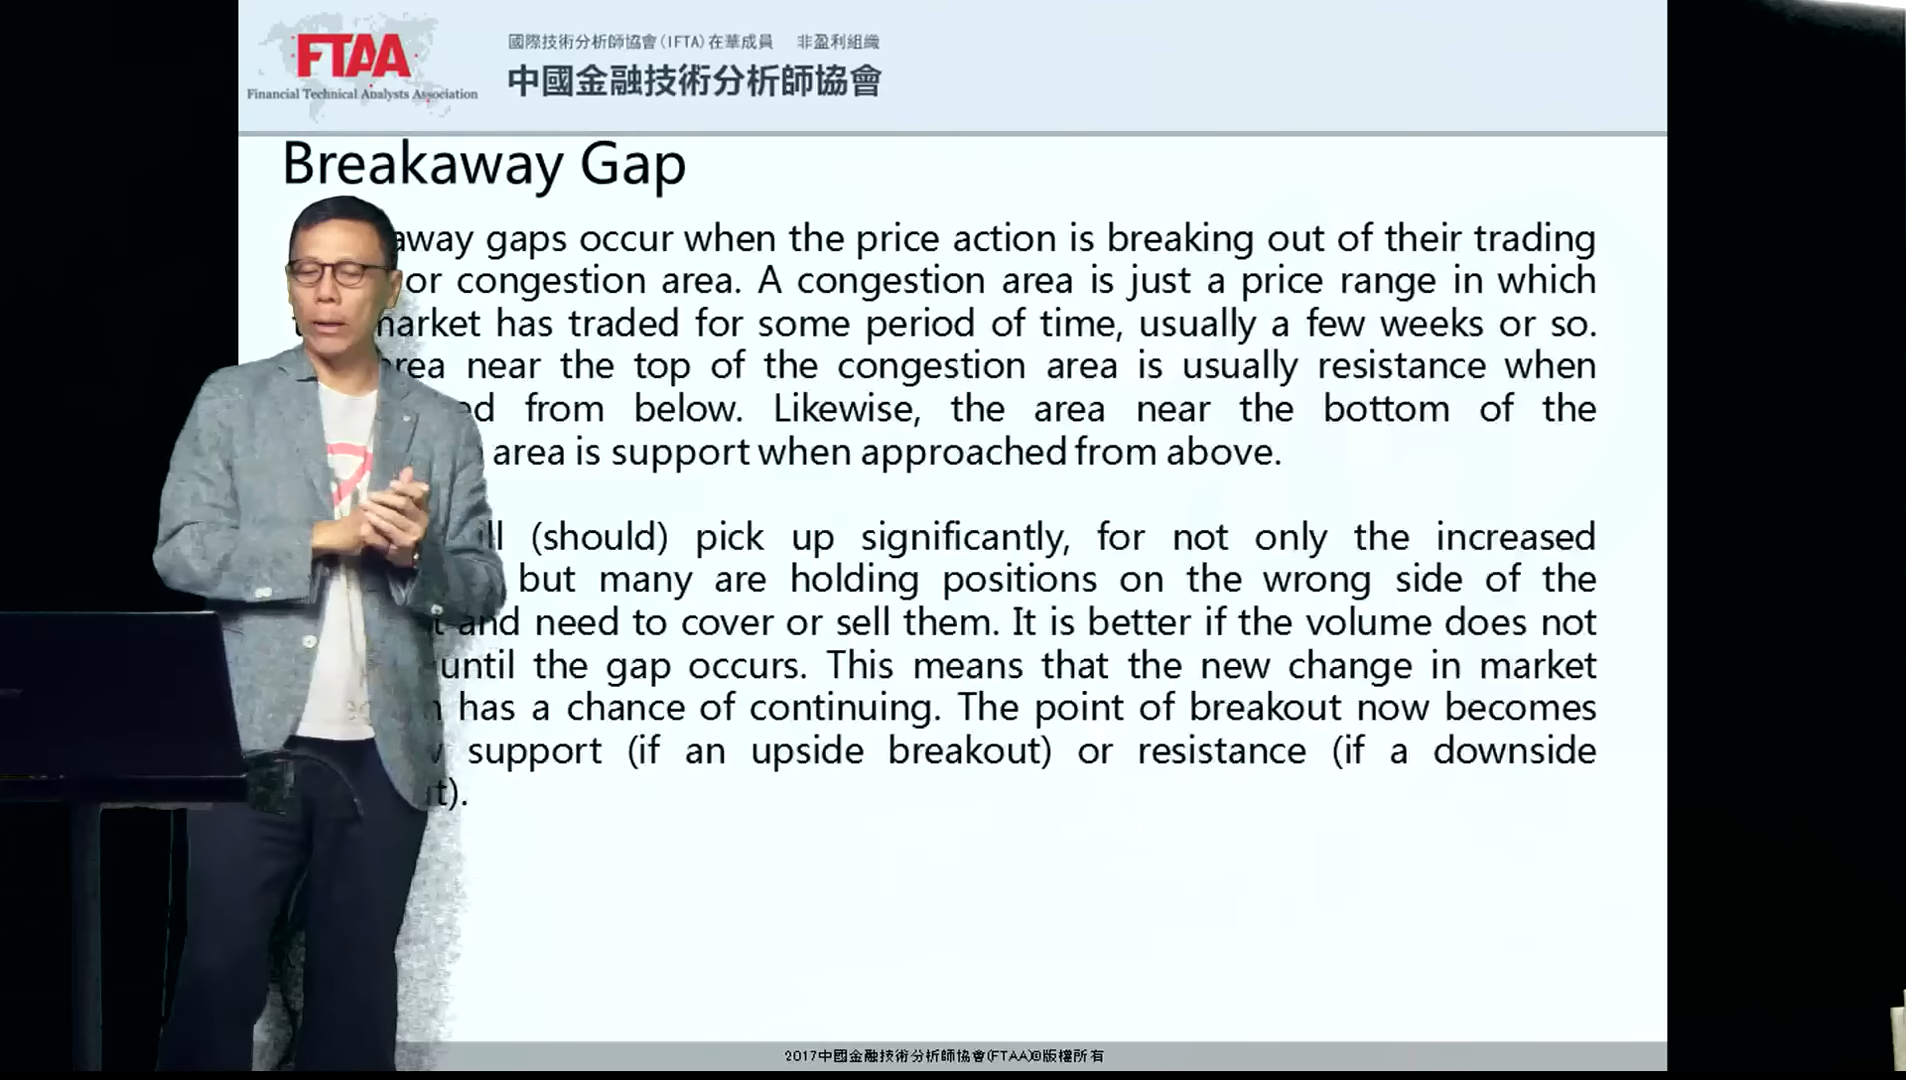 FTAA
Financial Technical Analysts Association
國際技術分析師協會(IFTA)在華成員 非盈利組織
中國金融技術分析師協會
Breakaway Gap
away gaps occur when the price action is breaking out of their trading
or congestion area. A congestion area is just a price range in which
market has traded for some period of time, usually a few weeks or so.
area near the top of the congestion area is usually resistance when
from below. Likewise, the area near the bottom of the
area is support when approached from above.
(should) pick up significantly, for not only the increased
but many are holding positions on the wrong side of the
and need to cover or sell them. It is better if the volume does not
until the gap occurs. This means that the new change in market
has a chance of continuing. The point of breakout now becomes
support (if an upside breakout) or resistance (if a downside
t).
2017中國金融技術分析師協會(FTAA)©版權所有